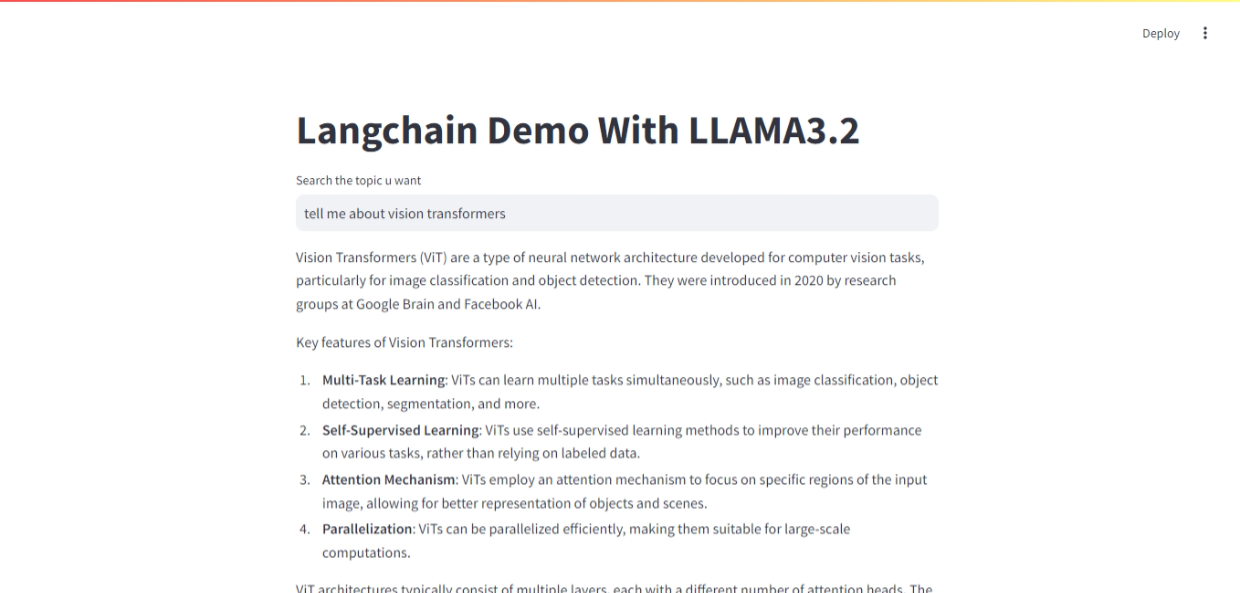 Deploy
Langchain Demo With LLAMA3.2
Search the topic u want
tell me about vision transformers
Vision Transformers (ViT) are a type of neural network architecture developed for computer vision tasks,
particularly for image classification and object detection. They were introduced in 2020 by research
groups at Google Brain and Facebook AI.
Key features of Vision Transformers:
1. Multi-Task Learning: ViTs can learn multiple tasks simultaneously, such as image classification, object
detection, segmentation, and more.
2. Self-Supervised Learning: ViTs use self-supervised learning methods to improve their performance
on various tasks, rather than relying on labeled data.
3. Attention Mechanism: ViTs employ an attention mechanism to focus on specific regions of the input
image, allowing for better representation of objects and scenes.
4. Parallelization: ViTs can be parallelized efficiently, making them suitable for large-scale
computations.
ViT architectures typically consist of multiple layers, each with a different number of attention heads. The